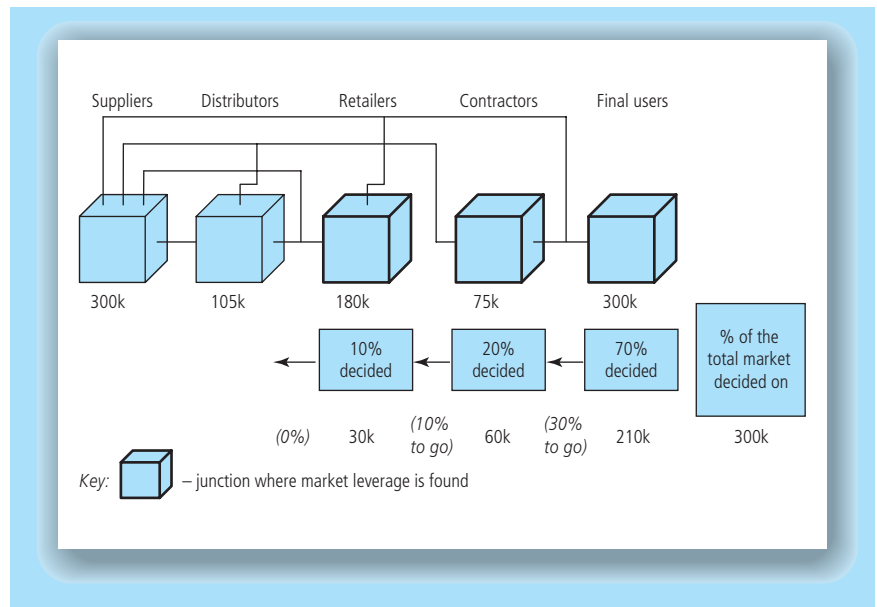 Suppliers Distributors Retailers Contractors Final users
300k 105k 180k 75k 300k
10%
decided
20%
decided
70%
decided
% of the
total market
decided on
(0%) 30k (10%
to go) 60k (30%
to go) 210k 300k
Key: – junction where market leverage is found